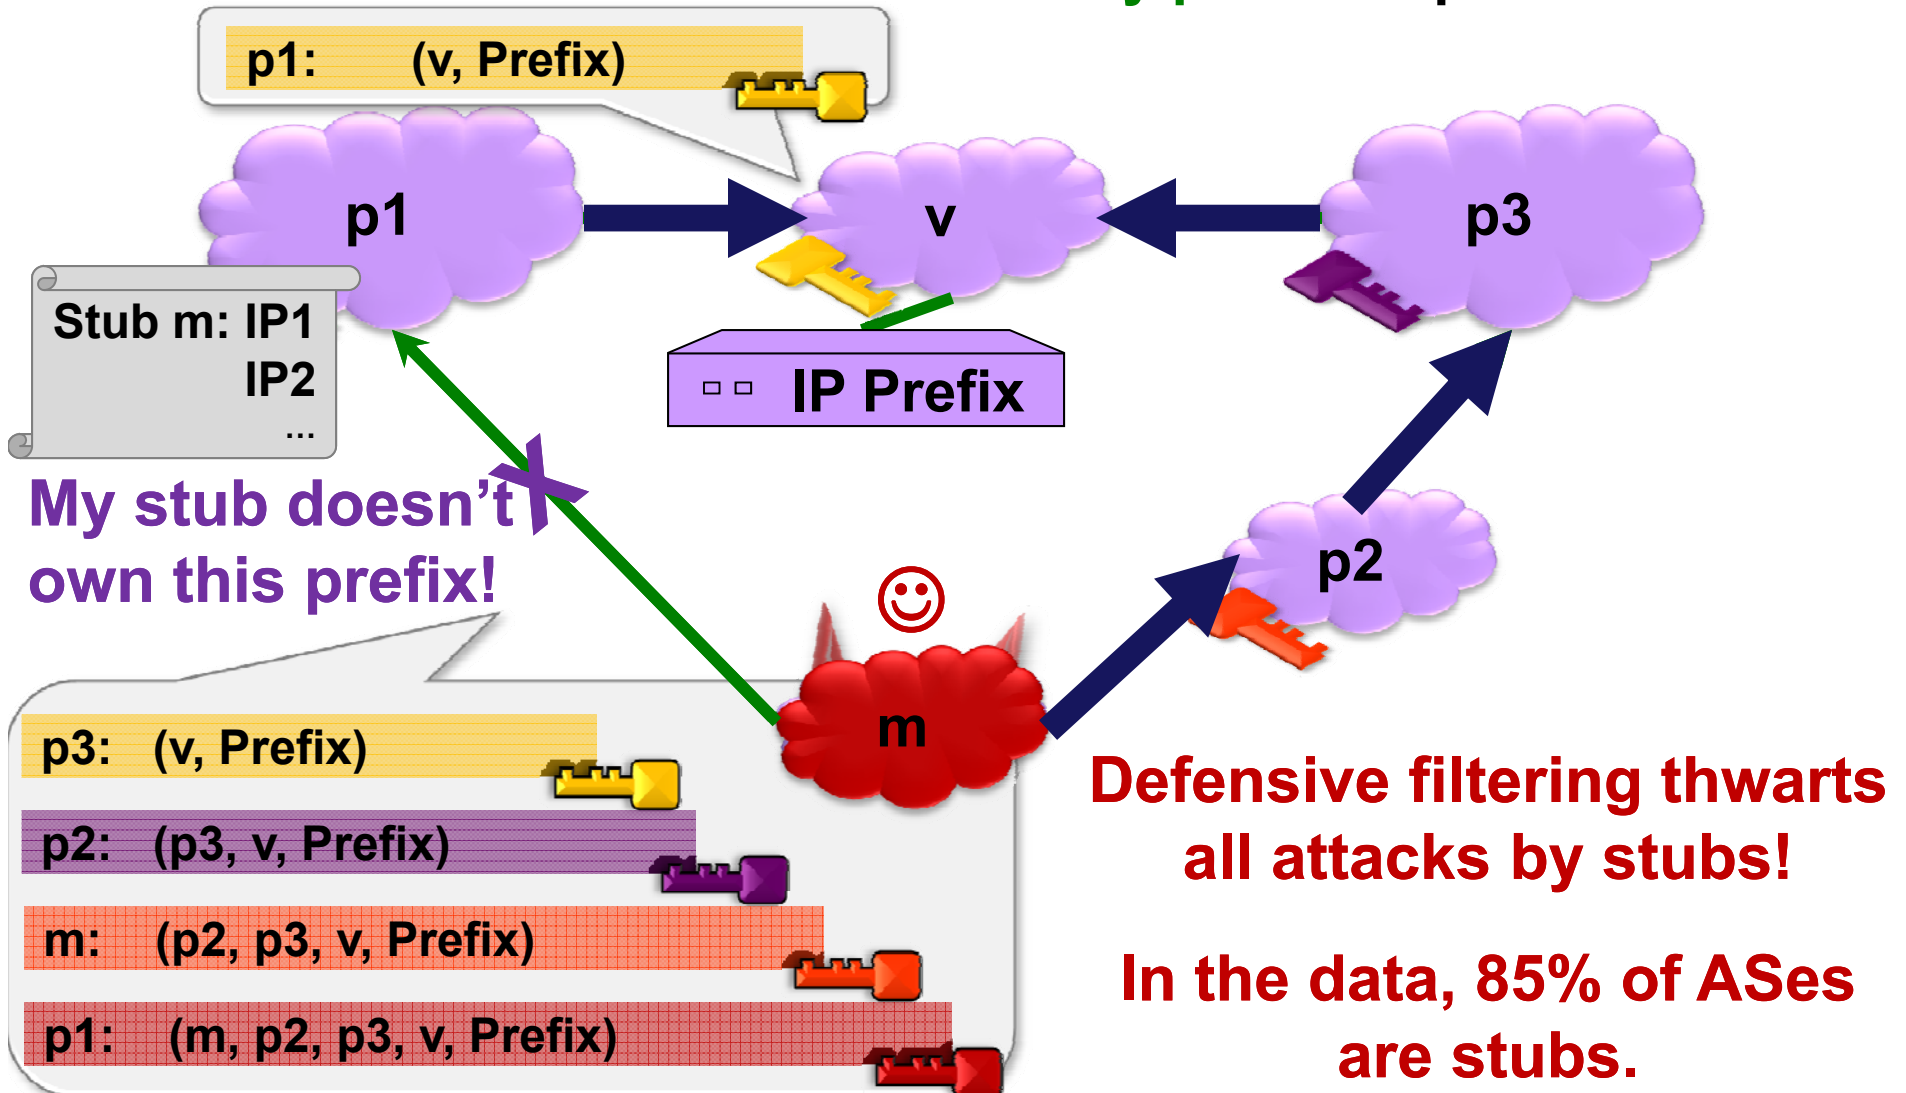 p1: (v, Prefix)
p1
v
p3
Stub m: IP1
IP2
...
IP Prefix
My stub doesn’t
own this prefix!
p2
m
p3: (v, Prefix)
p2: (p3, v, Prefix)
m: (p2, p3, v, Prefix)
p1: (m, p2, p3, v, Prefix)
Defensive filtering thwarts
all attacks by stubs!
In the data, 85% of ASes
are stubs.